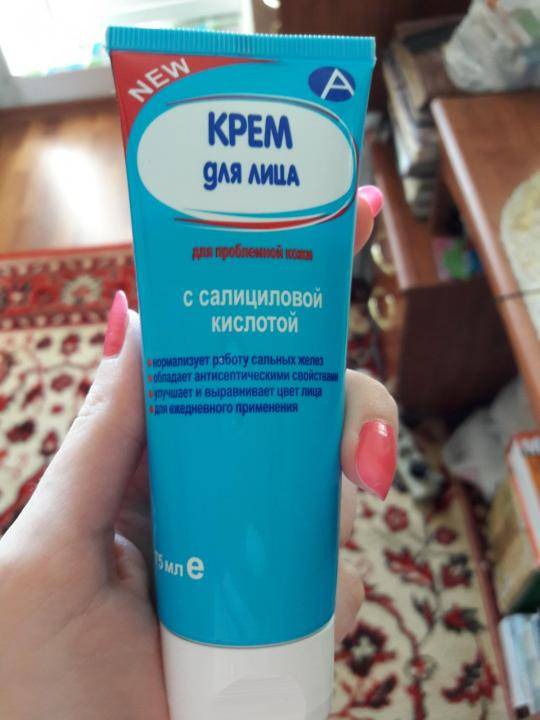 NEW
А
КРЕМ
для лица
для проблемной кожи
с салициловой
кислотой
нормализует работу сальных желез
обладает антисептическими свойствами
улучшает и выравнивает цвет лица
для ежедневного применения
75 мл e